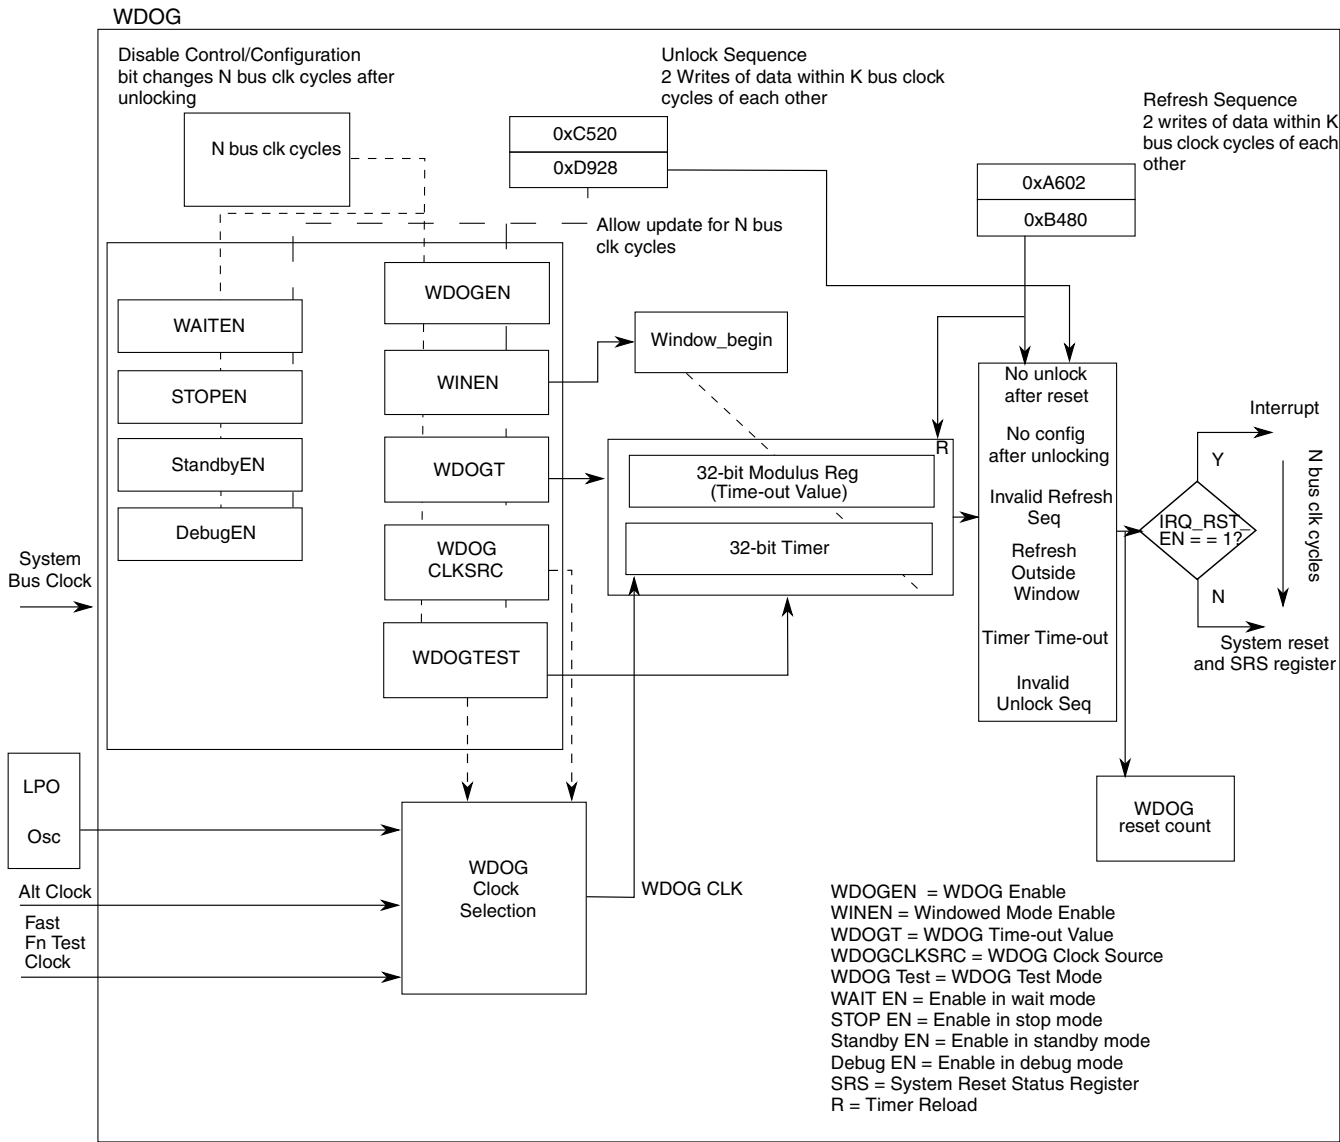 WDOG
Disable Control/Configuration
bit changes N bus clk cycles after
unlocking
N bus clk cycles
Unlock Sequence
2 Writes of data within K bus clock
cycles of each other
0xC520
0xD928
Allow update for N bus
clk cycles
Refresh Sequence
2 writes of data within K
bus clock cycles of each
other
0xA602
0xB480
WAITEN
STOPEN
StandbyEN
DebugEN
WDOGEN
WINEN
WDOGT
WDOG
CLKSRC
WDOGTEST
Window_begin
R
32-bit Modulus Reg
(Time-out Value)
32-bit Timer
No unlock
after reset
No config
after unlocking
Invalid Refresh
Seq
Refresh
Outside
Window
Timer Time-out
Invalid
Unlock Seq
Interrupt
Y
IRQ_RST_
EN = = 1?
N
N bus clk cycles
System reset
and SRS register
WDOG
reset count
System
Bus Clock
LPO
Osc
Alt Clock
Fast
Fn Test
Clock
WDOG
Clock
Selection
WDOG CLK
WDOGEN = WDOG Enable
WINEN = Windowed Mode Enable
WDOGT = WDOG Time-out Value
WDOGCLKSRC = WDOG Clock Source
WDOG Test = WDOG Test Mode
WAIT EN = Enable in wait mode
STOP EN = Enable in stop mode
Standby EN = Enable in standby mode
Debug EN = Enable in debug mode
SRS = System Reset Status Register
R = Timer Reload